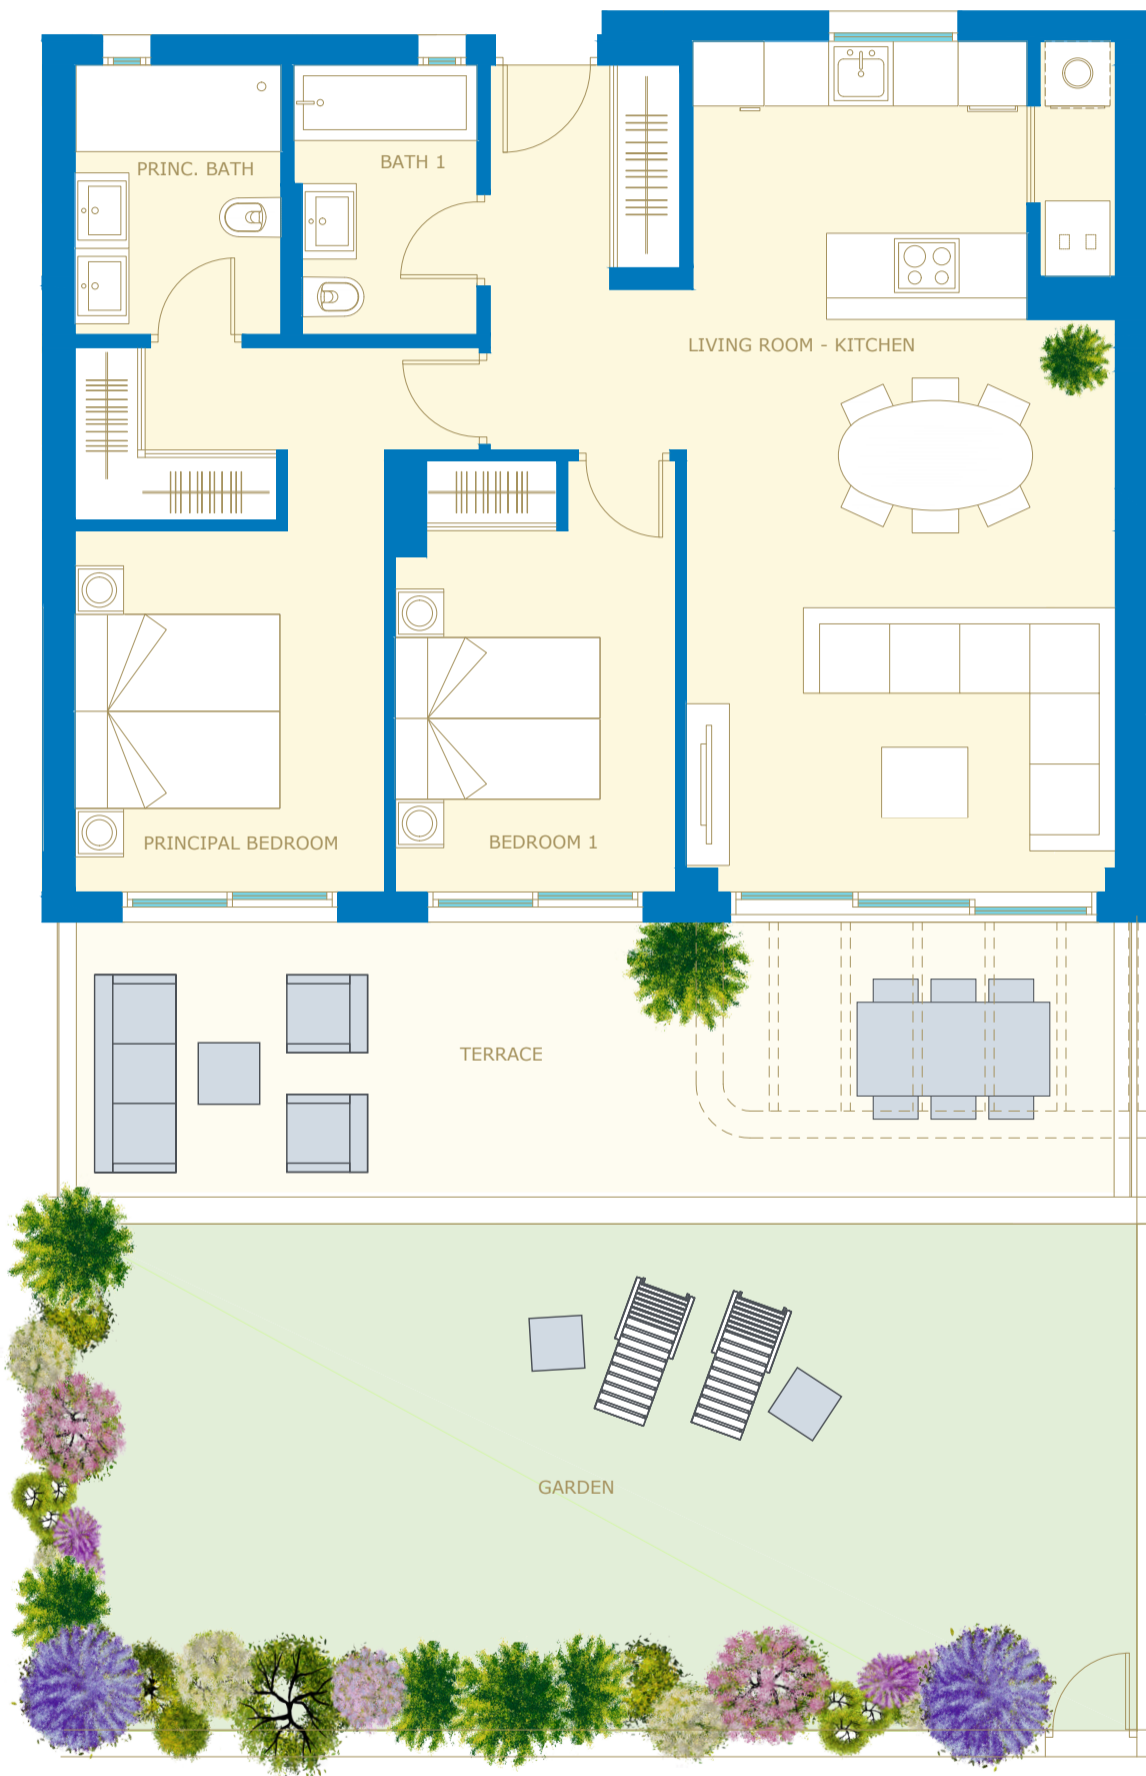 PRINC. BATH
BATH 1
LIVING ROOM - KITCHEN
PRINCIPAL BEDROOM
BEDROOM 1
TERRACE
GARDEN